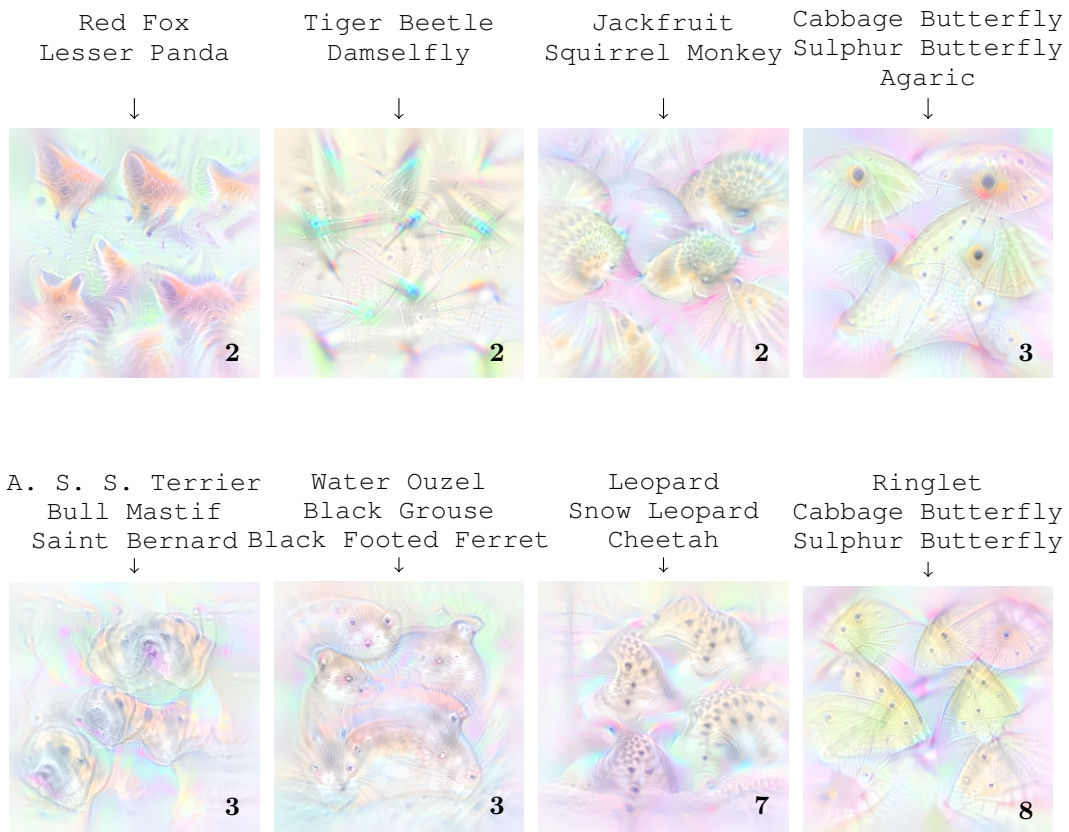 Red Fox
Lesser Panda
↓
2
Tiger Beetle
Damselfly
↓
2
Jackfruit
Squirrel Monkey
↓
2
Cabbage Butterfly
Sulphur Butterfly
Agaric
↓
3
A. S. S. Terrier
Bull Mastif
Saint Bernard
↓
3
Water Ouzel
Black Grouse
Black Footed Ferret
↓
3
Leopard
Snow Leopard
Cheetah
↓
7
Ringlet
Cabbage Butterfly
Sulphur Butterfly
↓
8